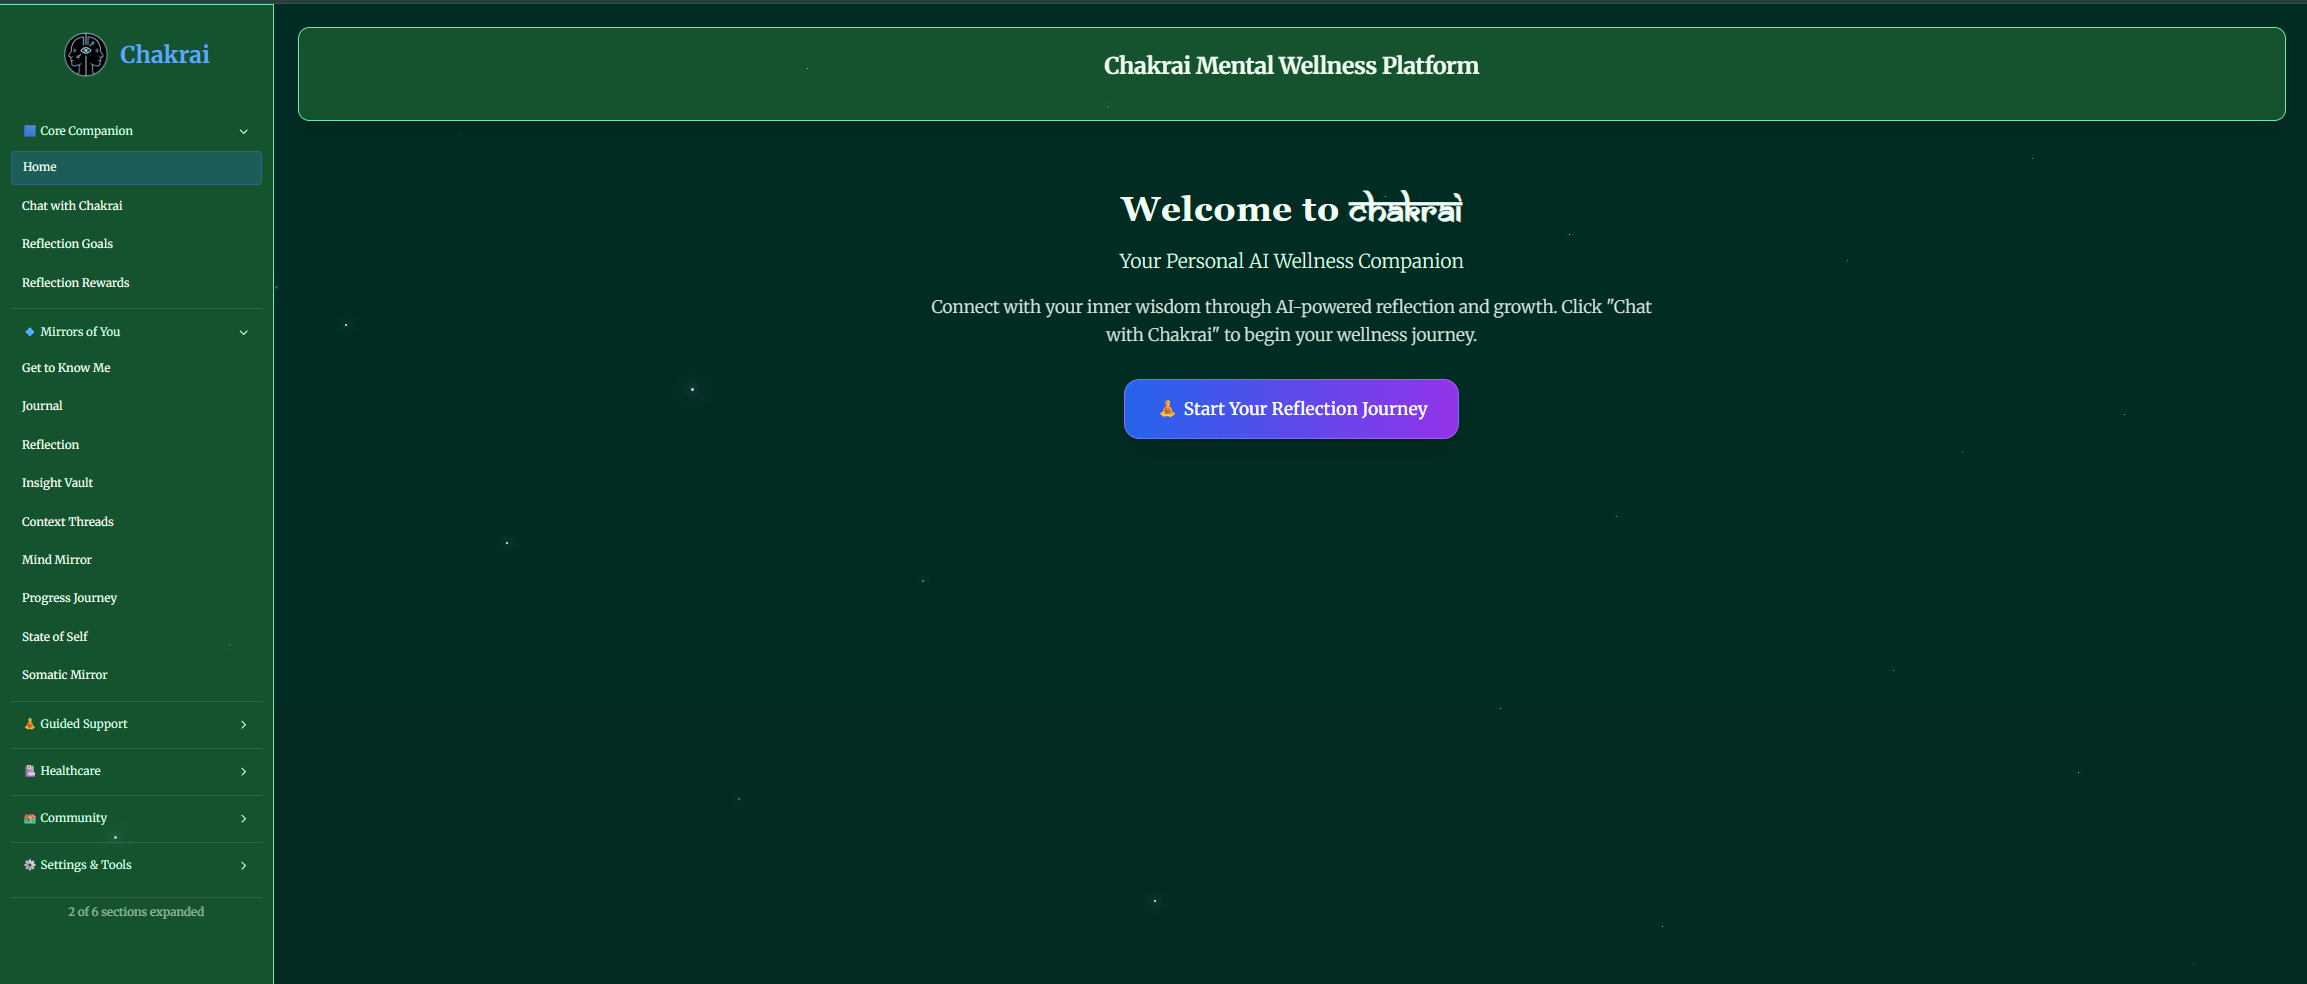 Chakrai
Core Companion
Home
Chat with Chakrai
Reflection Goals
Reflection Rewards
Mirrors of You
Get to Know Me
Journal
Reflection
Insight Vault
Context Threads
Mind Mirror
Progress Journey
State of Self
Somatic Mirror
Guided Support
Healthcare
Community
Settings & Tools
2 of 6 sections expanded
Chakrai Mental Wellness Platform
Welcome to chakrai
Your Personal AI Wellness Companion
Connect with your inner wisdom through AI-powered reflection and growth. Click "Chat
with Chakrai" to begin your wellness journey.
Start Your Reflection Journey